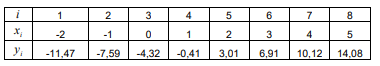 i 1 2 3 4 5 6 7 8
xᵢ -2 -1 0 1 2 3 4 5
yᵢ -11,47 -7,59 -4,32 -0,41 3,01 6,91 10,12 14,08